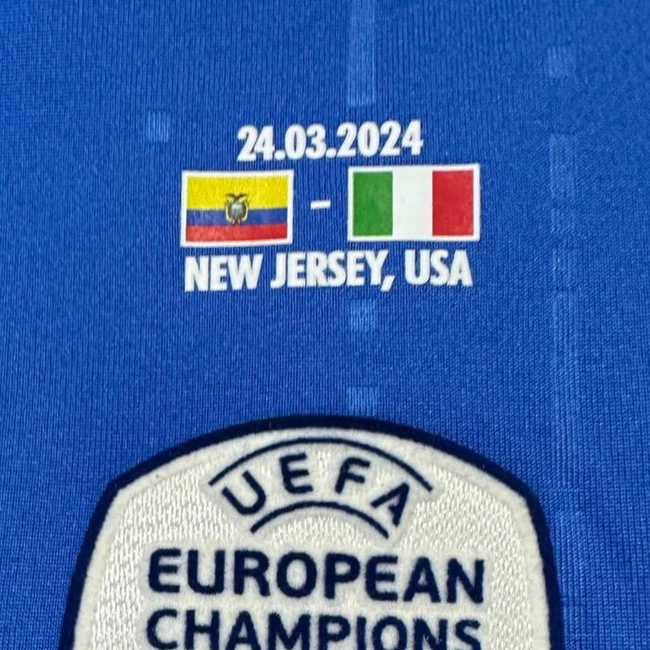 24.03.2024
-
NEW JERSEY, USA
UEFA
EUROPEAN
CHAMPIONS